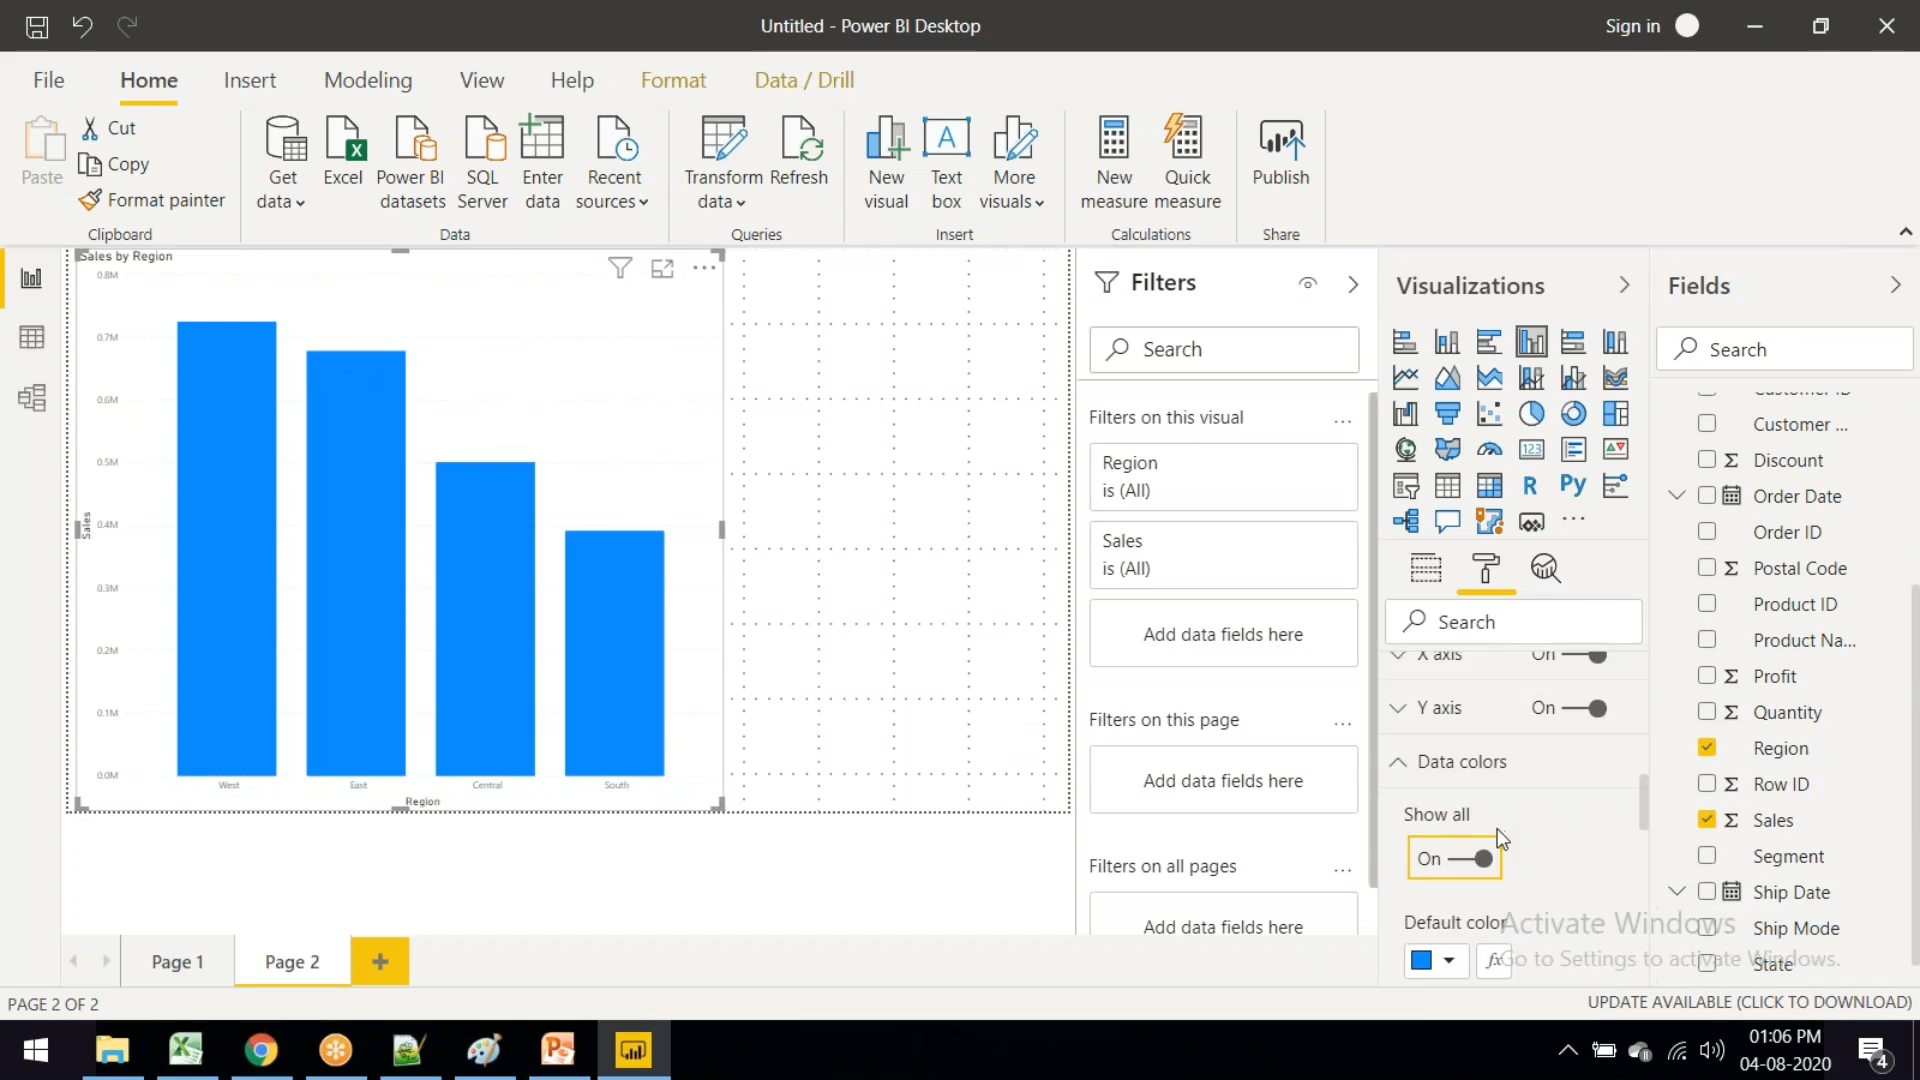 Untitled - Power BI Desktop
Sign in
File Home Insert Modeling View Help Format Data / Drill
Paste
Cut
Copy
Format painter
Clipboard
Get data
Excel
Power BI datasets
SQL Server
Enter data
Recent sources
Data
Transform data
Refresh
Queries
New visual
Text box
More visuals
Insert
New measure
Quick measure
Calculations
Publish
Share
Sales by Region
0.8M
0.7M
0.6M
0.5M
0.4M
0.3M
0.2M
0.1M
0.0M
Sales
West East Central South
Region
Filters
Search
Filters on this visual
Region
is (All)
Sales
is (All)
Add data fields here
Filters on this page
Add data fields here
Filters on all pages
Add data fields here
Visualizations
123
R
Py
Search
X axis On
Y axis On
Data colors
Show all
On
Default color
fx
Fields
Search
Customer ID
Customer ...
Discount
Order Date
Order ID
Postal Code
Product ID
Product Na...
Profit
Quantity
Region
Row ID
Sales
Segment
Ship Date
Ship Mode
State
Activate Windows
Go to Settings to activate Windows.
Page 1
Page 2
PAGE 2 OF 2
UPDATE AVAILABLE (CLICK TO DOWNLOAD)
01:06 PM
04-08-2020
4